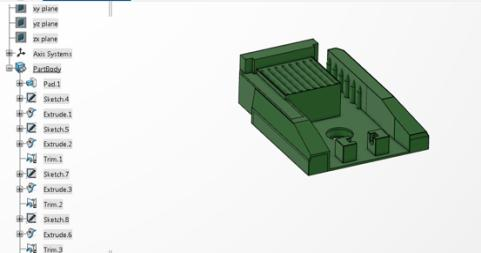 xy plane
yz plane
zx plane
Axis Systems
PartBody
Pad.1
Sketch.4
Extrude.1
Sketch.5
Extrude.2
Trim.1
Sketch.7
Extrude.3
Trim.2
Sketch.8
Extrude.6
Trim.3